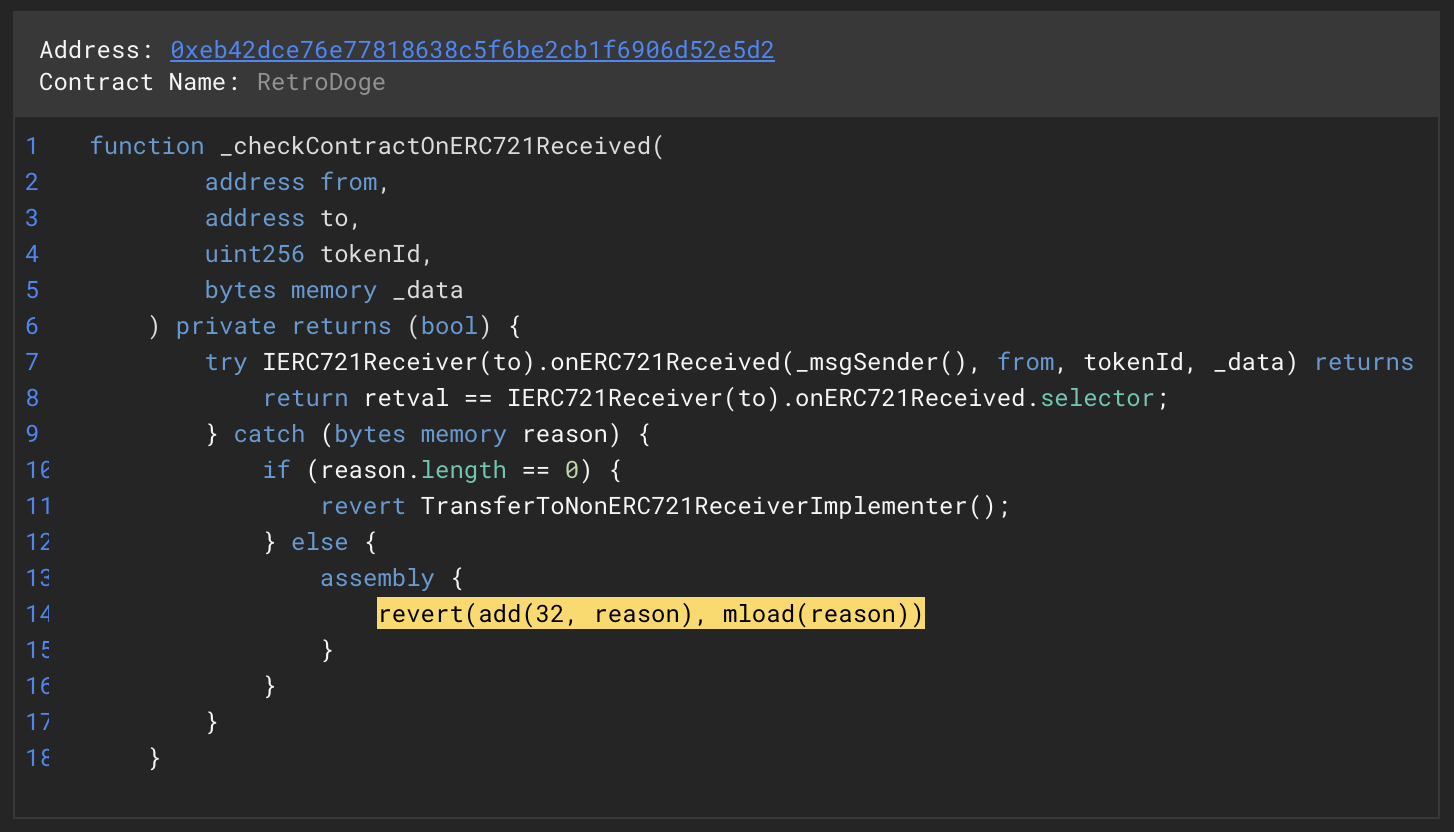 Address: 0xeb42dce76e77818638c5f6be2cb1f6906d52e5d2
Contract Name: RetroDoge
1 function _checkContractOnERC721Received(
2 address from,
3 address to,
4 uint256 tokenId,
5 bytes memory _data
6 ) private returns (bool) {
7 try IERC721Receiver(to).onERC721Received(_msgSender(), from, tokenId, _data) returns
8 return retval == IERC721Receiver(to).onERC721Received.selector;
9 } catch (bytes memory reason) {
10 if (reason.length == 0) {
11 revert TransferToNonERC721ReceiverImplementer();
12 } else {
13 assembly {
14 revert(add(32, reason), mload(reason))
15 }
16 }
17 }
18 }